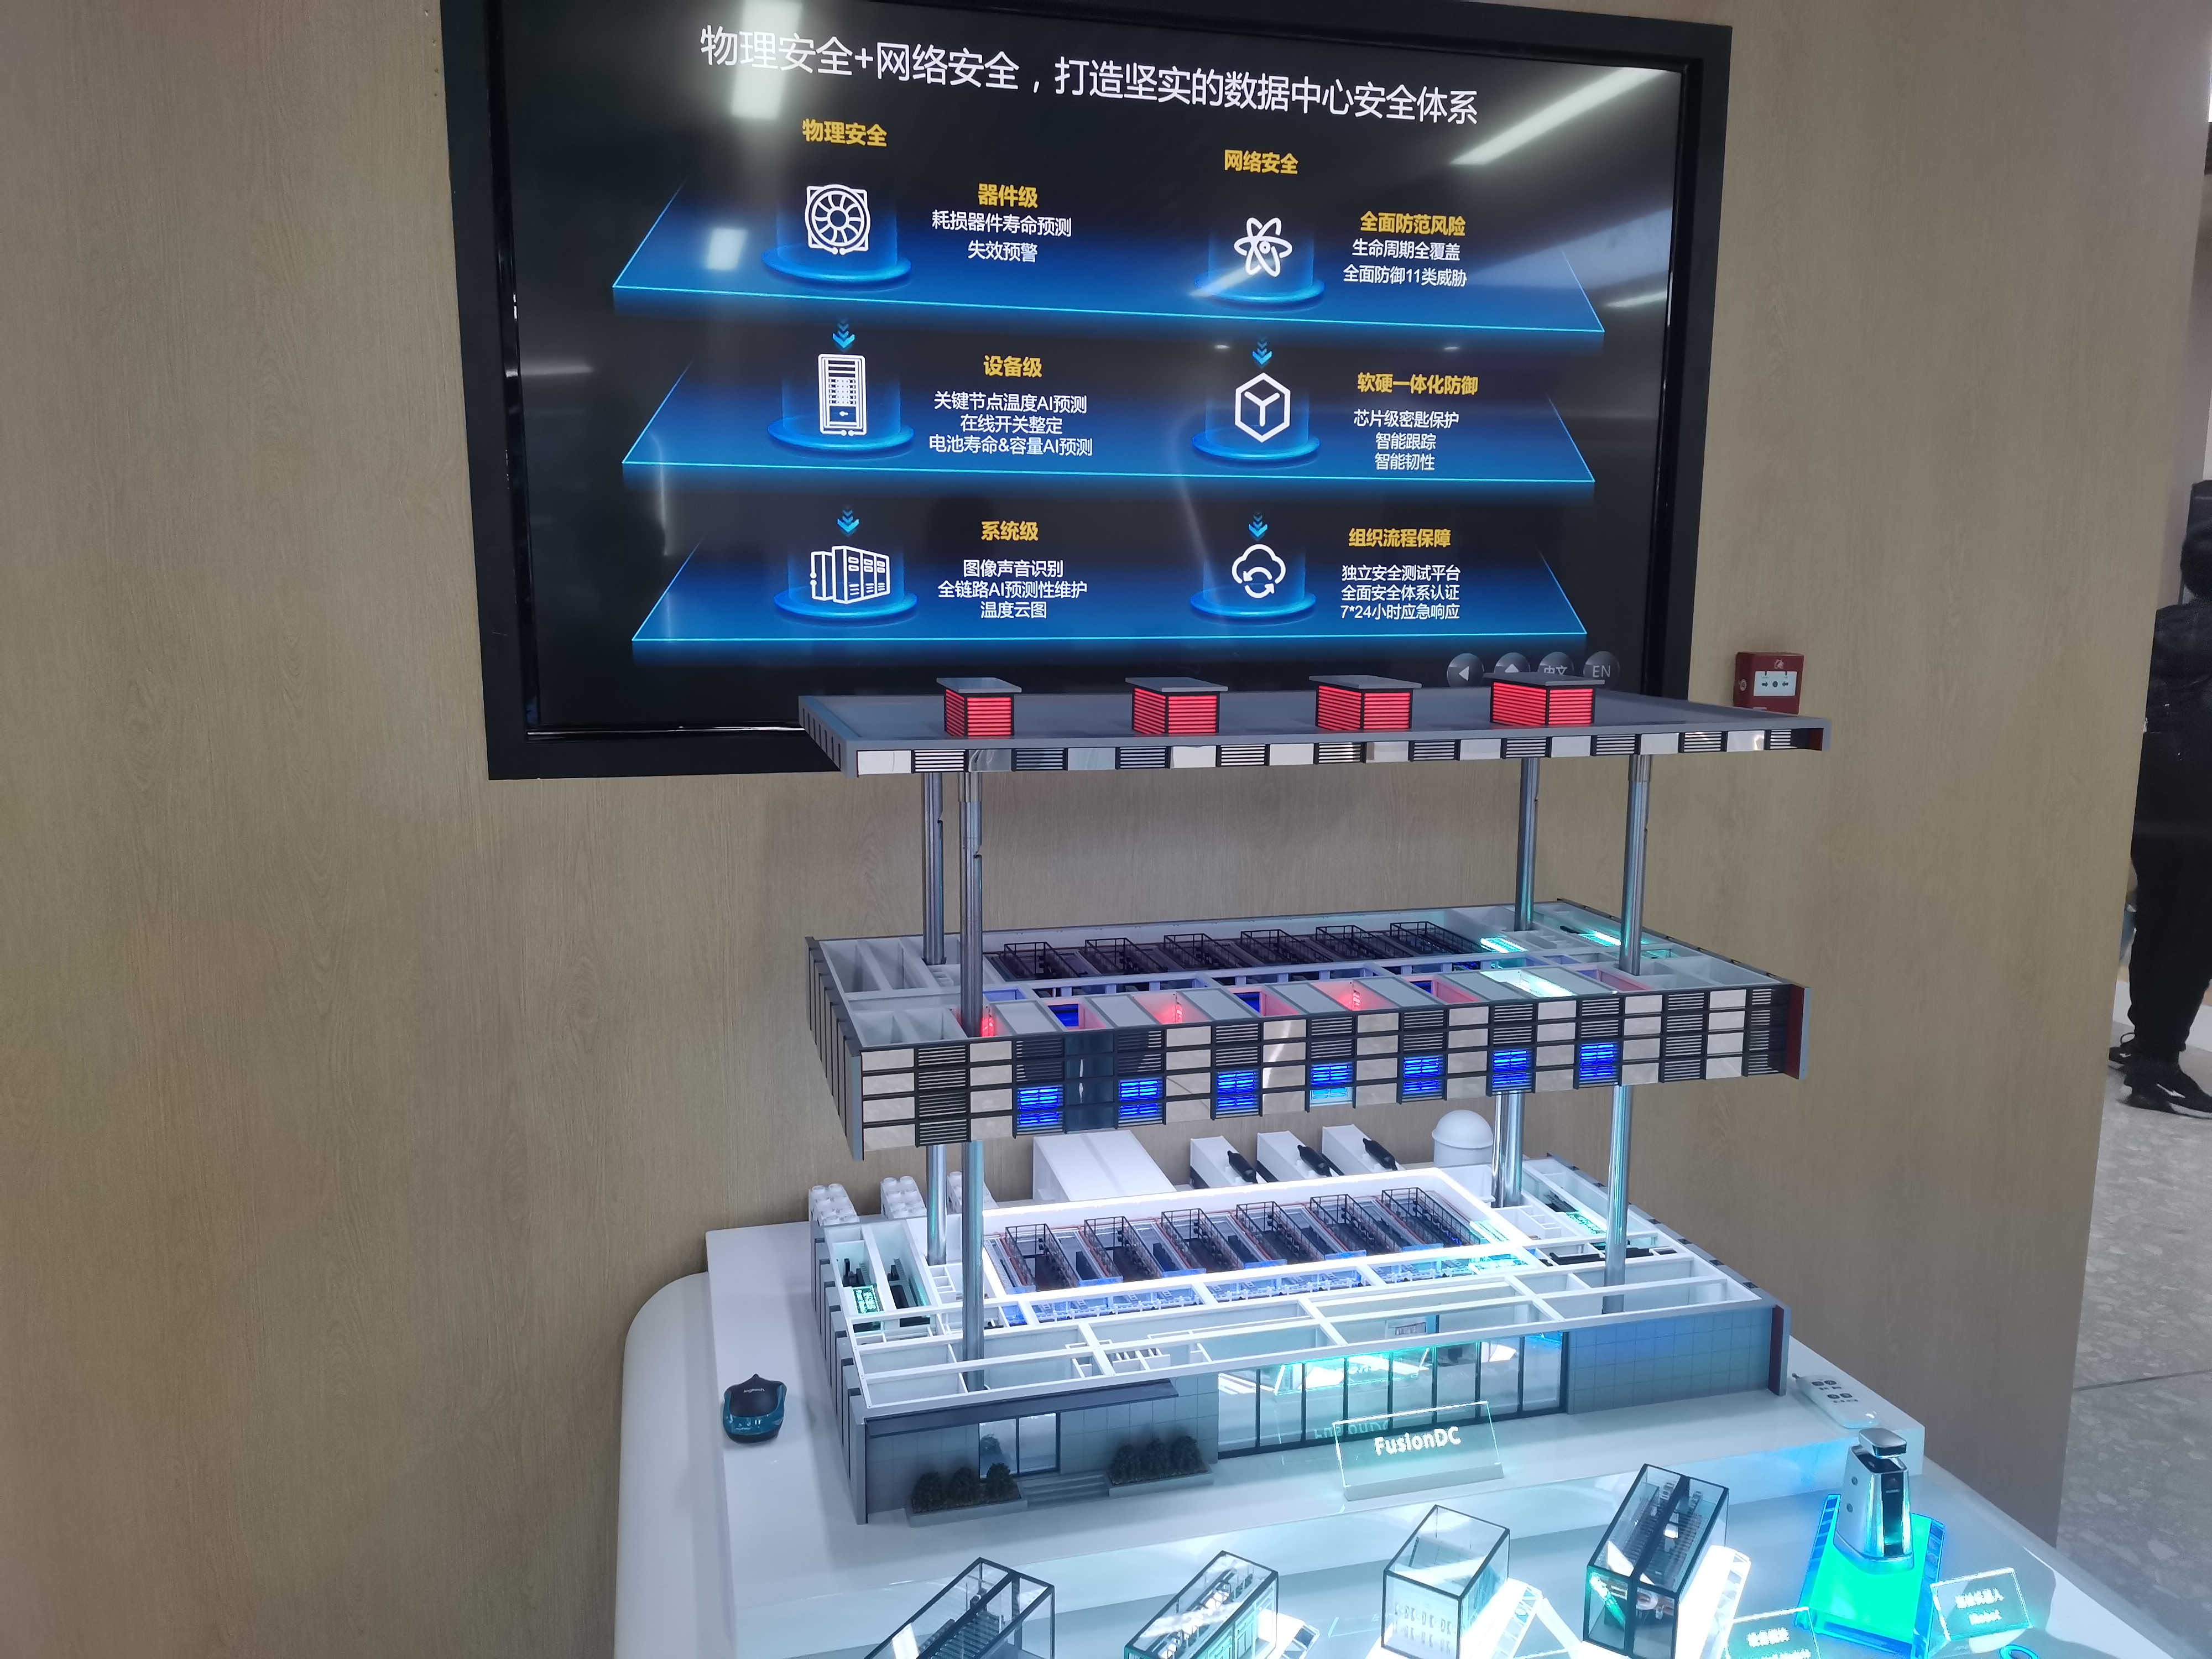 物理安全+网络安全，打造坚实的数据中心安全体系
物理安全
器件级
耗损器件寿命预测
失效预警
设备级
关键节点温度AI预测
在线开关整定
电池寿命&容量AI预测
系统级
图像声音识别
全链路AI预测性维护
温度云图
网络安全
全面防范风险
生命周期全覆盖
全面防御11类威胁
软硬一体化防御
芯片级密匙保护
智能跟踪
智能韧性
组织流程保障
独立安全测试平台
全面安全体系认证
7*24小时应急响应
中文
EN
FusionDC
Robot